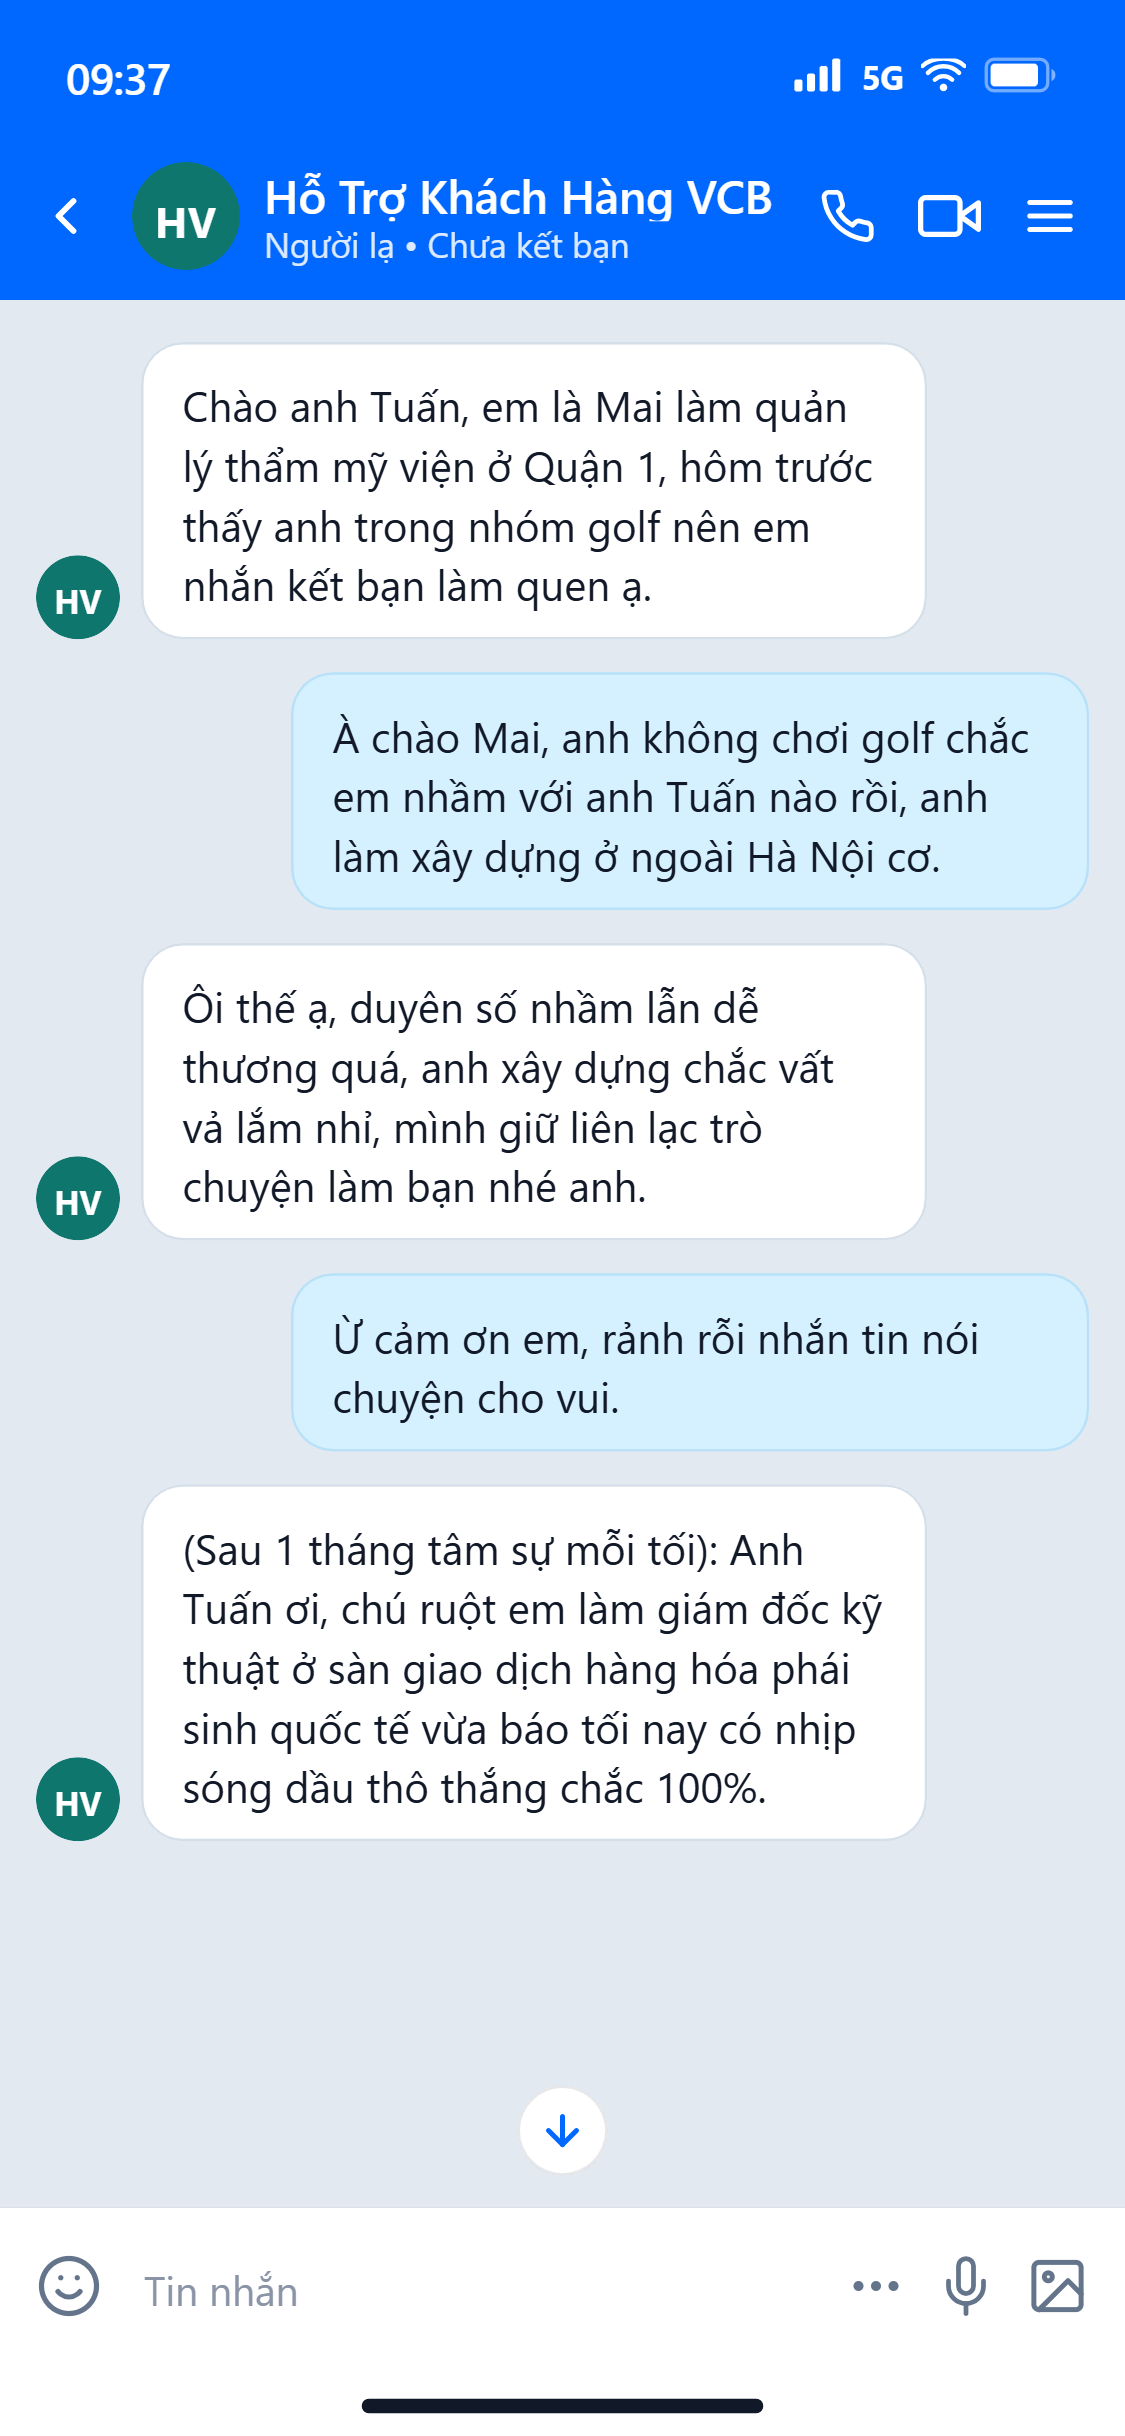 09:37
5G
HV
Hỗ Trợ Khách Hàng VCB
Người lạ • Chưa kết bạn
Chào anh Tuấn, em là Mai làm quản
lý thẩm mỹ viện ở Quận 1, hôm trước
thấy anh trong nhóm golf nên em
nhắn kết bạn làm quen ạ.
HV
À chào Mai, anh không chơi golf chắc
em nhầm với anh Tuấn nào rồi, anh
làm xây dựng ở ngoài Hà Nội cơ.
Ôi thế ạ, duyên số nhầm lẫn dễ
thương quá, anh xây dựng chắc vất
vả lắm nhỉ, mình giữ liên lạc trò
chuyện làm bạn nhé anh.
HV
Ừ cảm ơn em, rảnh rỗi nhắn tin nói
chuyện cho vui.
(Sau 1 tháng tâm sự mỗi tối): Anh
Tuấn ơi, chú ruột em làm giám đốc kỹ
thuật ở sàn giao dịch hàng hóa phái
sinh quốc tế vừa báo tối nay có nhịp
sóng dầu thô thắng chắc 100%.
HV
Tin nhắn